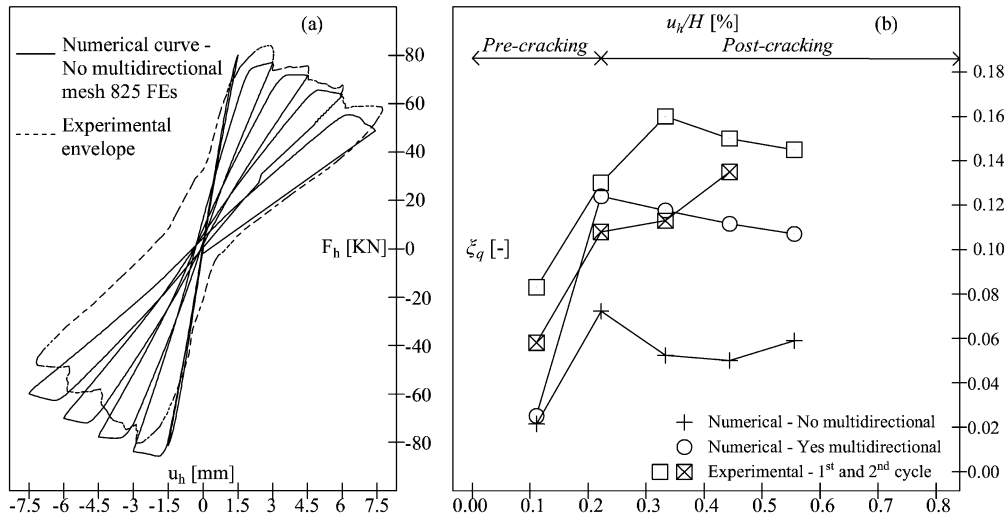 (a)
Numerical curve -
No multidirectional
mesh 825 FEs
Experimental
envelope
80
60
40
20
0
-20
-40
-60
-80
F_h [KN]
u_h [mm]
-7.5 -6 -4.5 -3 -1.5 0 1.5 3 4.5 6 7.5
u_h/H [%]
(b)
Pre-cracking
Post-cracking
ξ_q [-]
0.18
0.16
0.14
0.12
0.10
0.08
0.06
0.04
0.02
0.00
Numerical - No multidirectional
Numerical - Yes multidirectional
Experimental - 1st and 2nd cycle
0.0 0.1 0.2 0.3 0.4 0.5 0.6 0.7 0.8